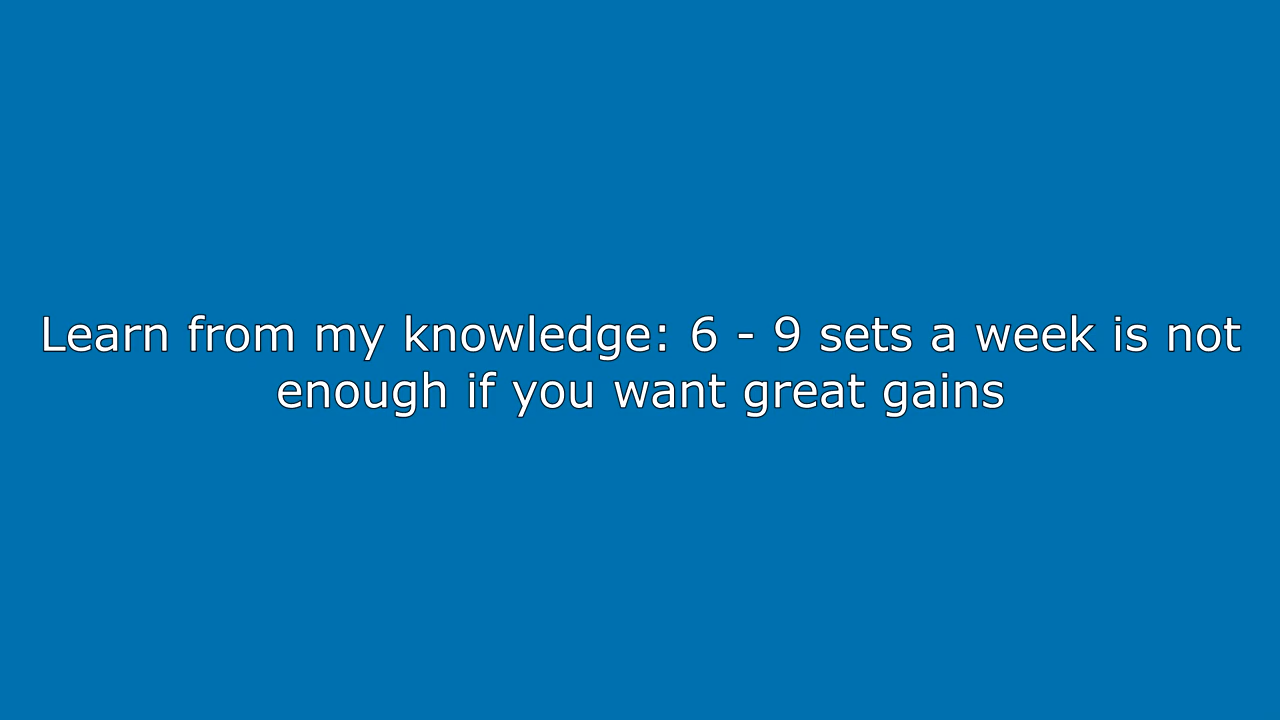 Learn from my knowledge: 6 - 9 sets a week is not
enough if you want great gains